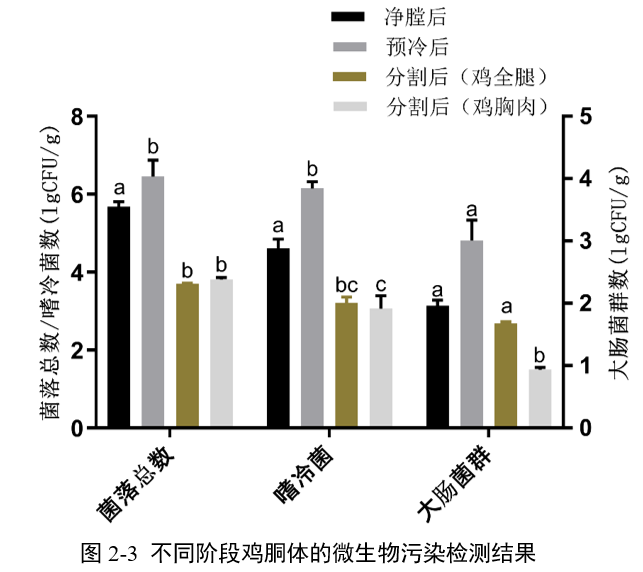 净膛后
预冷后
分割后（鸡全腿）
分割后（鸡胸肉）
菌落总数/嗜冷菌数(lgCFU/g)
8
6
4
2
0
a
b
b
b
a
b
bc
c
a
a
a
b
5
4
3
2
1
0
大肠菌群数(lgCFU/g)
菌落总数
嗜冷菌
大肠菌群
图 2-3 不同阶段鸡胴体的微生物污染检测结果